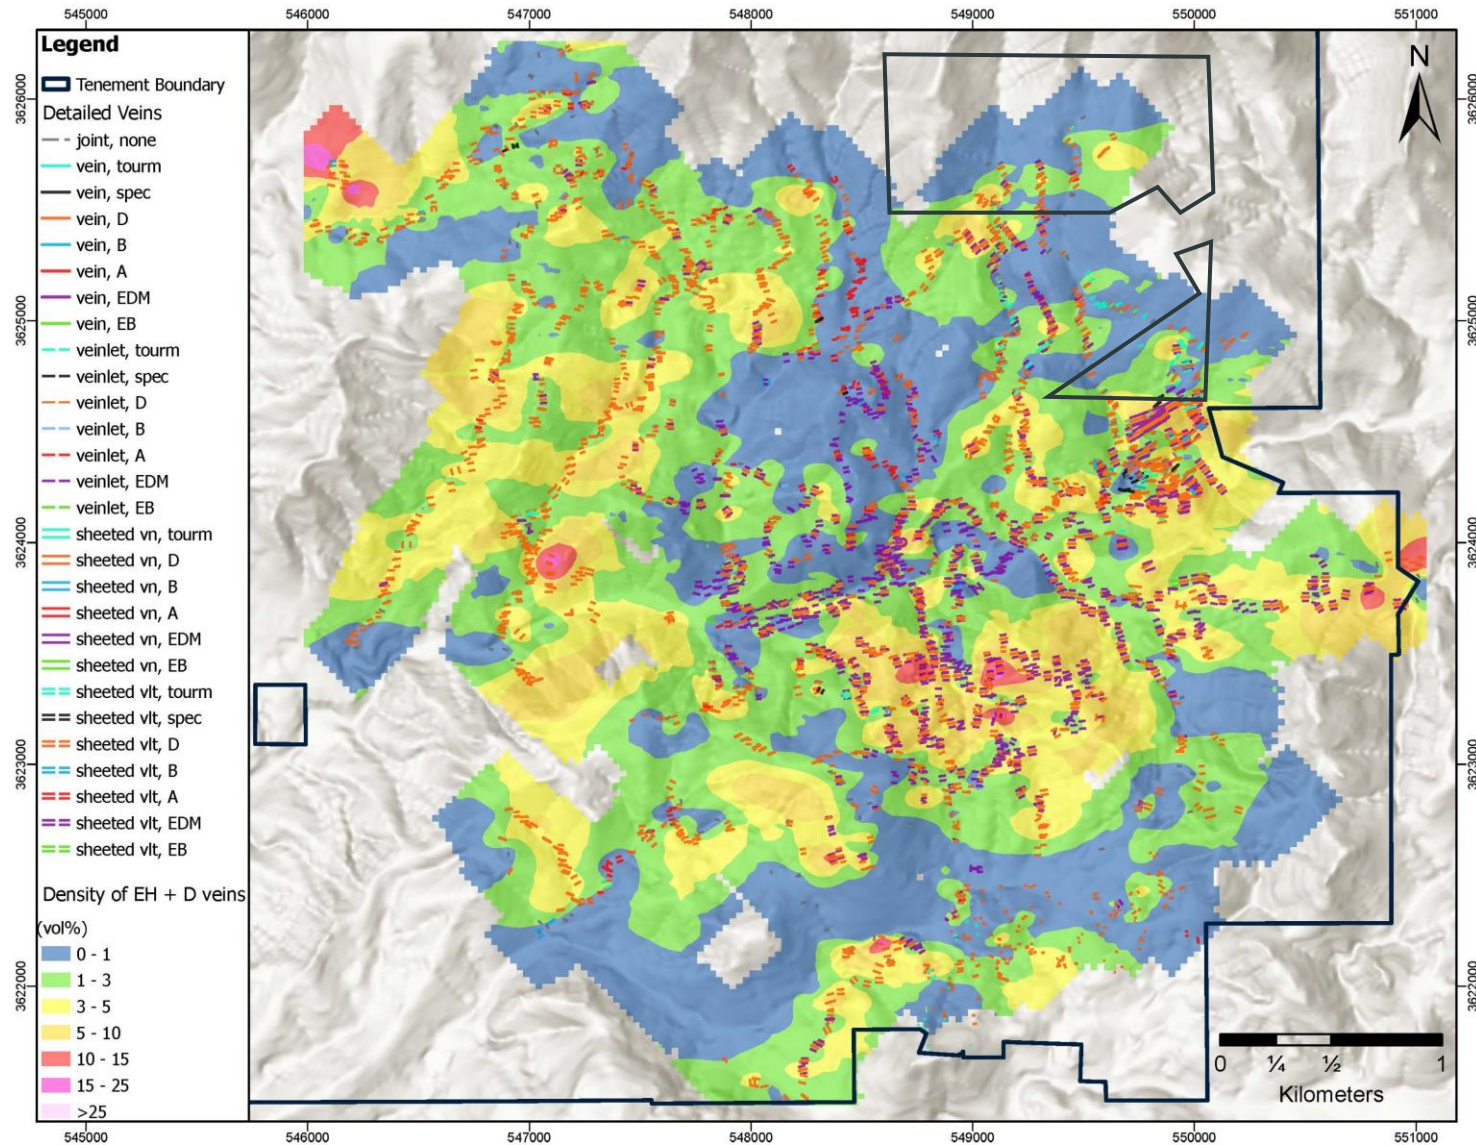 545000 546000 547000 548000 549000 550000 551000
Legend
Tenement Boundary
Detailed Veins
joint, none
vein, tourm
vein, spec
vein, D
vein, B
vein, A
vein, EDM
vein, EB
veinlet, tourm
veinlet, spec
veinlet, D
veinlet, B
veinlet, A
veinlet, EDM
veinlet, EB
sheeted vn, tourm
sheeted vn, D
sheeted vn, B
sheeted vn, A
sheeted vn, EDM
sheeted vn, EB
sheeted vlt, tourm
sheeted vlt, spec
sheeted vlt, D
sheeted vlt, B
sheeted vlt, A
sheeted vlt, EDM
sheeted vlt, EB
Density of EH + D veins
(vol%)
0 - 1
1 - 3
3 - 5
5 - 10
10 - 15
15 - 25
>25
3626000
3625000
3624000
3623000
3622000
N
3626000
3625000
3624000
3623000
3622000
0 ¼ ½ 1
Kilometers
545000 546000 547000 548000 549000 550000 551000